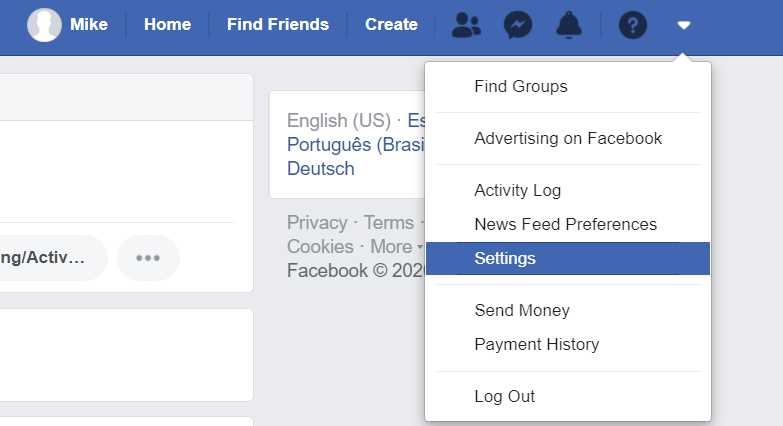 Mike Home Find Friends Create
Find Groups
Advertising on Facebook
Activity Log
News Feed Preferences
Settings
Send Money
Payment History
Log Out
English (US) · Es
Português (Brasi
Deutsch
Privacy · Terms ·
Cookies · More
Facebook © 202
ng/Activ...